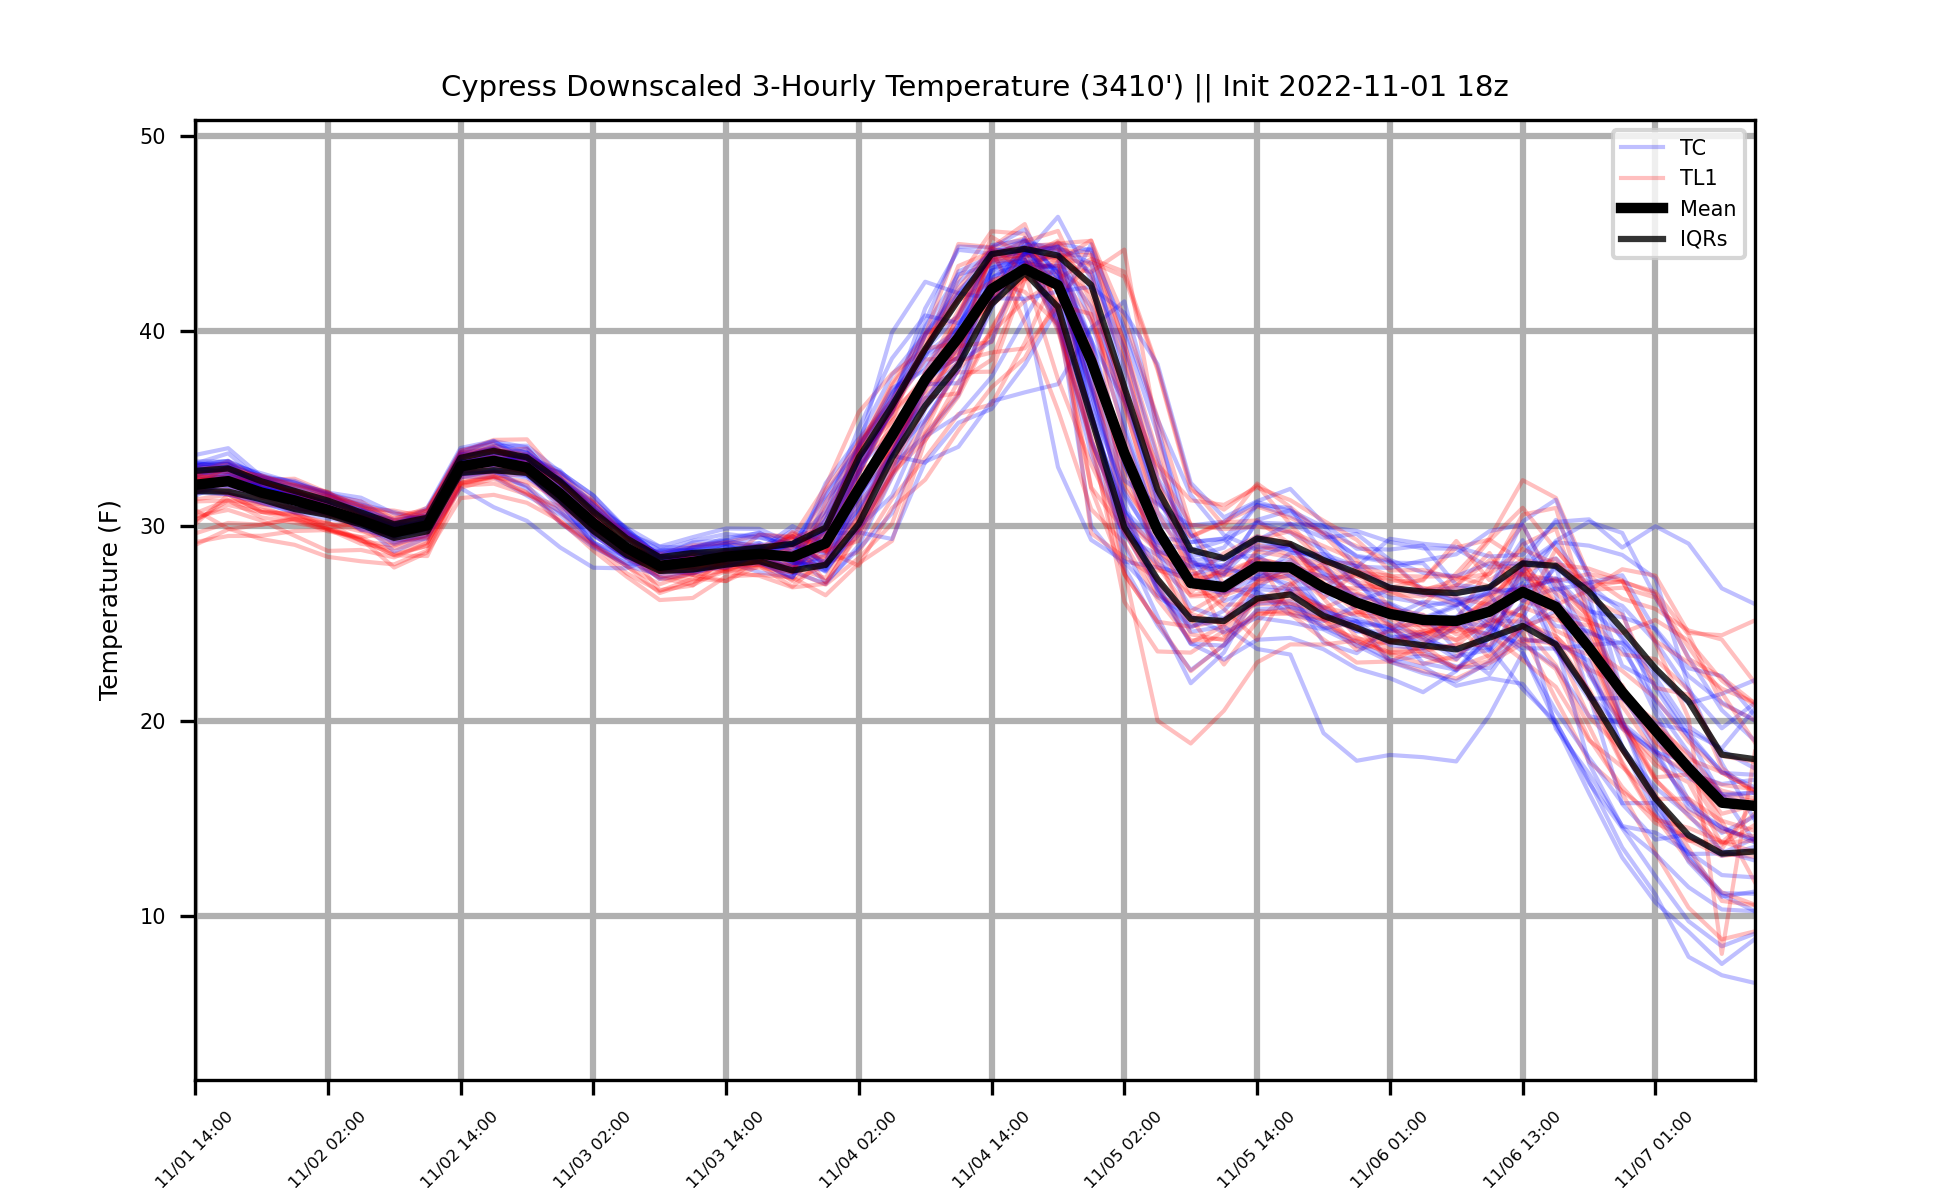 Cypress Downscaled 3-Hourly Temperature (3410') || Init 2022-11-01 18z
TC
TL1
Mean
IQRs
Temperature (F)
50
40
30
20
10
11/01 14:00
11/02 02:00
11/02 14:00
11/03 02:00
11/03 14:00
11/04 02:00
11/04 14:00
11/05 02:00
11/05 14:00
11/06 01:00
11/06 13:00
11/07 01:00